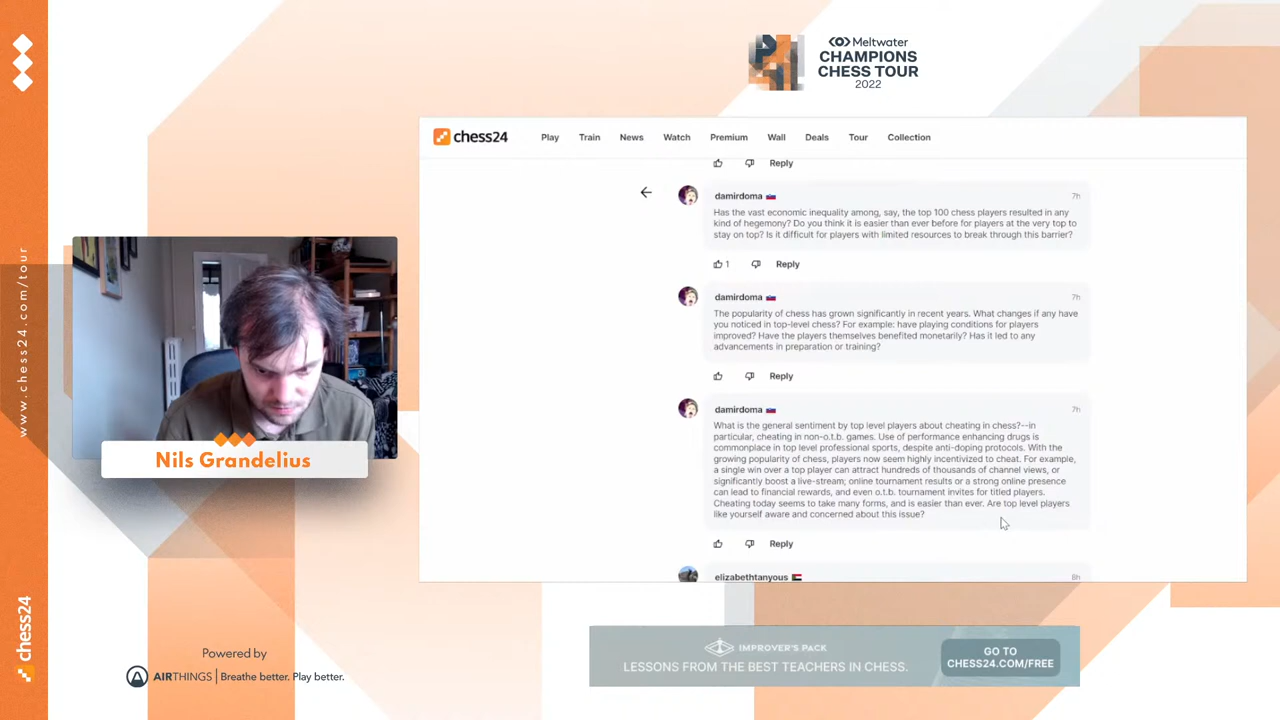 Meltwater
CHAMPIONS
CHESS TOUR
2022
www.chess24.com/tour
chess24
chess24
Play
Train
News
Watch
Premium
Wall
Deals
Tour
Collection
Reply
damirdoma
7h
Has the vast economic inequality among, say, the top 100 chess players resulted in any
kind of hegemony? Do you think it is easier than ever before for players at the very top to
stay on top? Is it difficult for players with limited resources to break through this barrier?
1
Reply
damirdoma
7h
The popularity of chess has grown significantly in recent years. What changes if any have
you noticed in top-level chess? For example: have playing conditions for players
improved? Have the players themselves benefited monetarily? Has it led to any
advancements in preparation or training?
Reply
damirdoma
7h
What is the general sentiment by top level players about cheating in chess?--in
particular, cheating in non-o.t.b. games. Use of performance enhancing drugs is
commonplace in top level professional sports, despite anti-doping protocols. With the
growing popularity of chess, players now seem highly incentivized to cheat. For example,
a single win over a top player can attract hundreds of thousands of channel views, or
significantly boost a live-stream; online tournament results or a strong online presence
can lead to financial rewards, and even o.t.b. tournament invites for titled players.
Cheating today seems to take many forms, and is easier than ever. Are top level players
like yourself aware and concerned about this issue?
Reply
elizabethtanyous
8h
Nils Grandelius
Powered by
AIRTHINGS | Breathe better. Play better.
IMPROVER'S PACK
LESSONS FROM THE BEST TEACHERS IN CHESS.
GO TO
CHESS24.COM/FREE